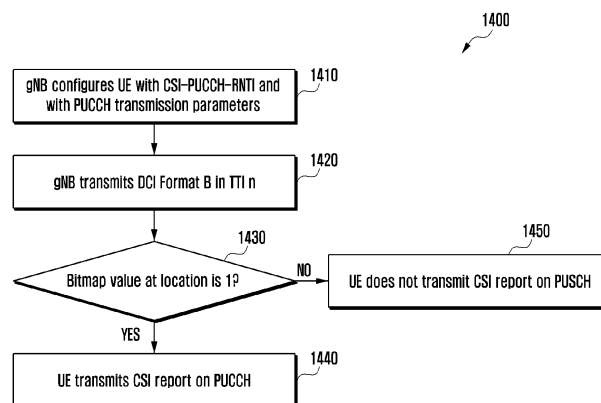 1400
gNB configures UE with CSI-PUCCH-RNTI and
with PUCCH transmission parameters
1410
gNB transmits DCI Format B in TTI n
1420
Bitmap value at location is 1?
1430
NO
UE does not transmit CSI report on PUSCH
1450
YES
UE transmits CSI report on PUCCH
1440